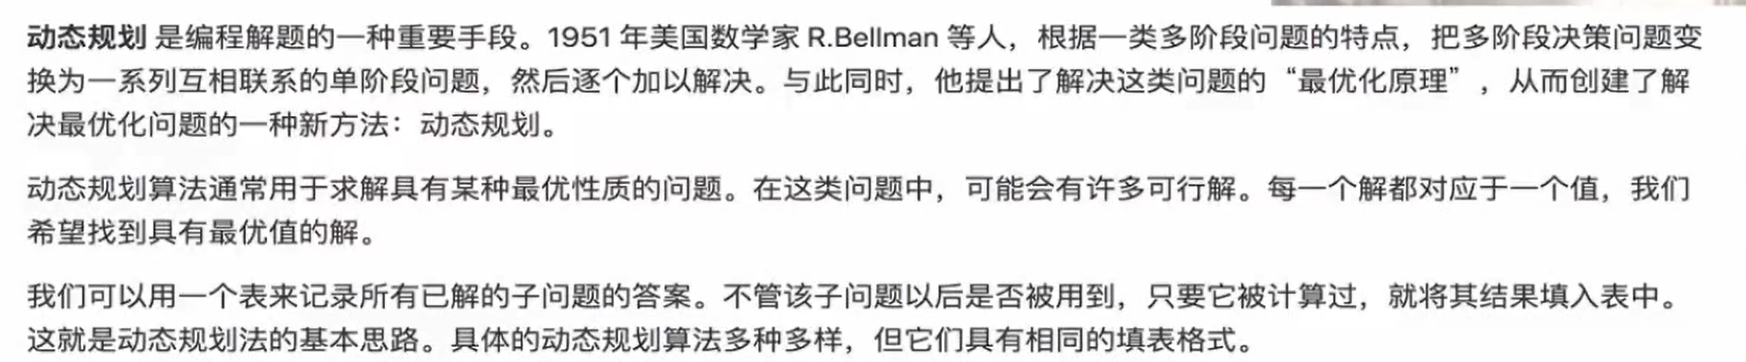 动态规划 是编程解题的一种重要手段。1951 年美国数学家 R.Bellman 等人，根据一类多阶段问题的特点，把多阶段决策问题变
换为一系列互相联系的单阶段问题，然后逐个加以解决。与此同时，他提出了解决这类问题的“最优化原理”，从而创建了解
决最优化问题的一种新方法：动态规划。
动态规划算法通常用于求解具有某种最优性质的问题。在这类问题中，可能会有许多可行解。每一个解都对应于一个值，我们
希望找到具有最优值的解。
我们可以用一个表来记录所有已解的子问题的答案。不管该子问题以后是否被用到，只要它被计算过，就将其结果填入表中。
这就是动态规划法的基本思路。具体的动态规划算法多种多样，但它们具有相同的填表格式。